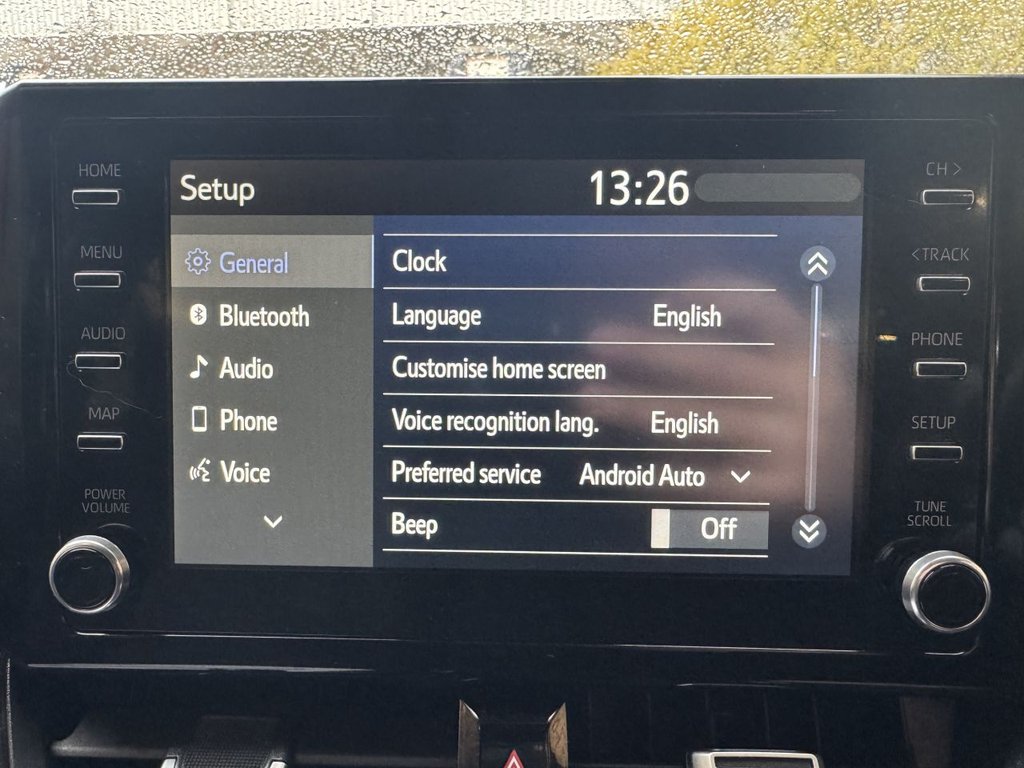 HOME
MENU
AUDIO
MAP
POWER
VOLUME
Setup 13:26
General
Bluetooth
Audio
Phone
Voice
Clock
Language English
Customise home screen
Voice recognition lang. English
Preferred service Android Auto
Beep Off
CH >
< TRACK
PHONE
SETUP
TUNE
SCROLL